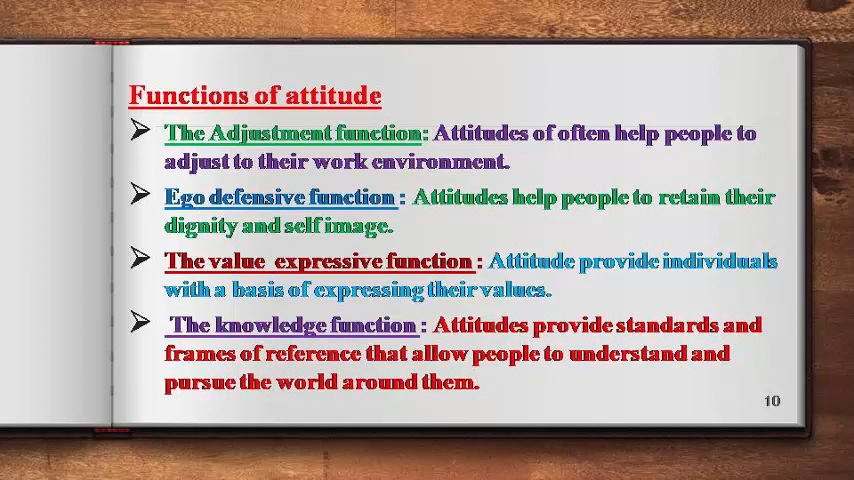 Functions of attitude
The Adjustment function: Attitudes of often help people to
adjust to their work environment.
Ego defensive function : Attitudes help people to retain their
dignity and self image.
The value expressive function : Attitude provide individuals
with a basis of expressing their values.
The knowledge function : Attitudes provide standards and
frames of reference that allow people to understand and
pursue the world around them.
10